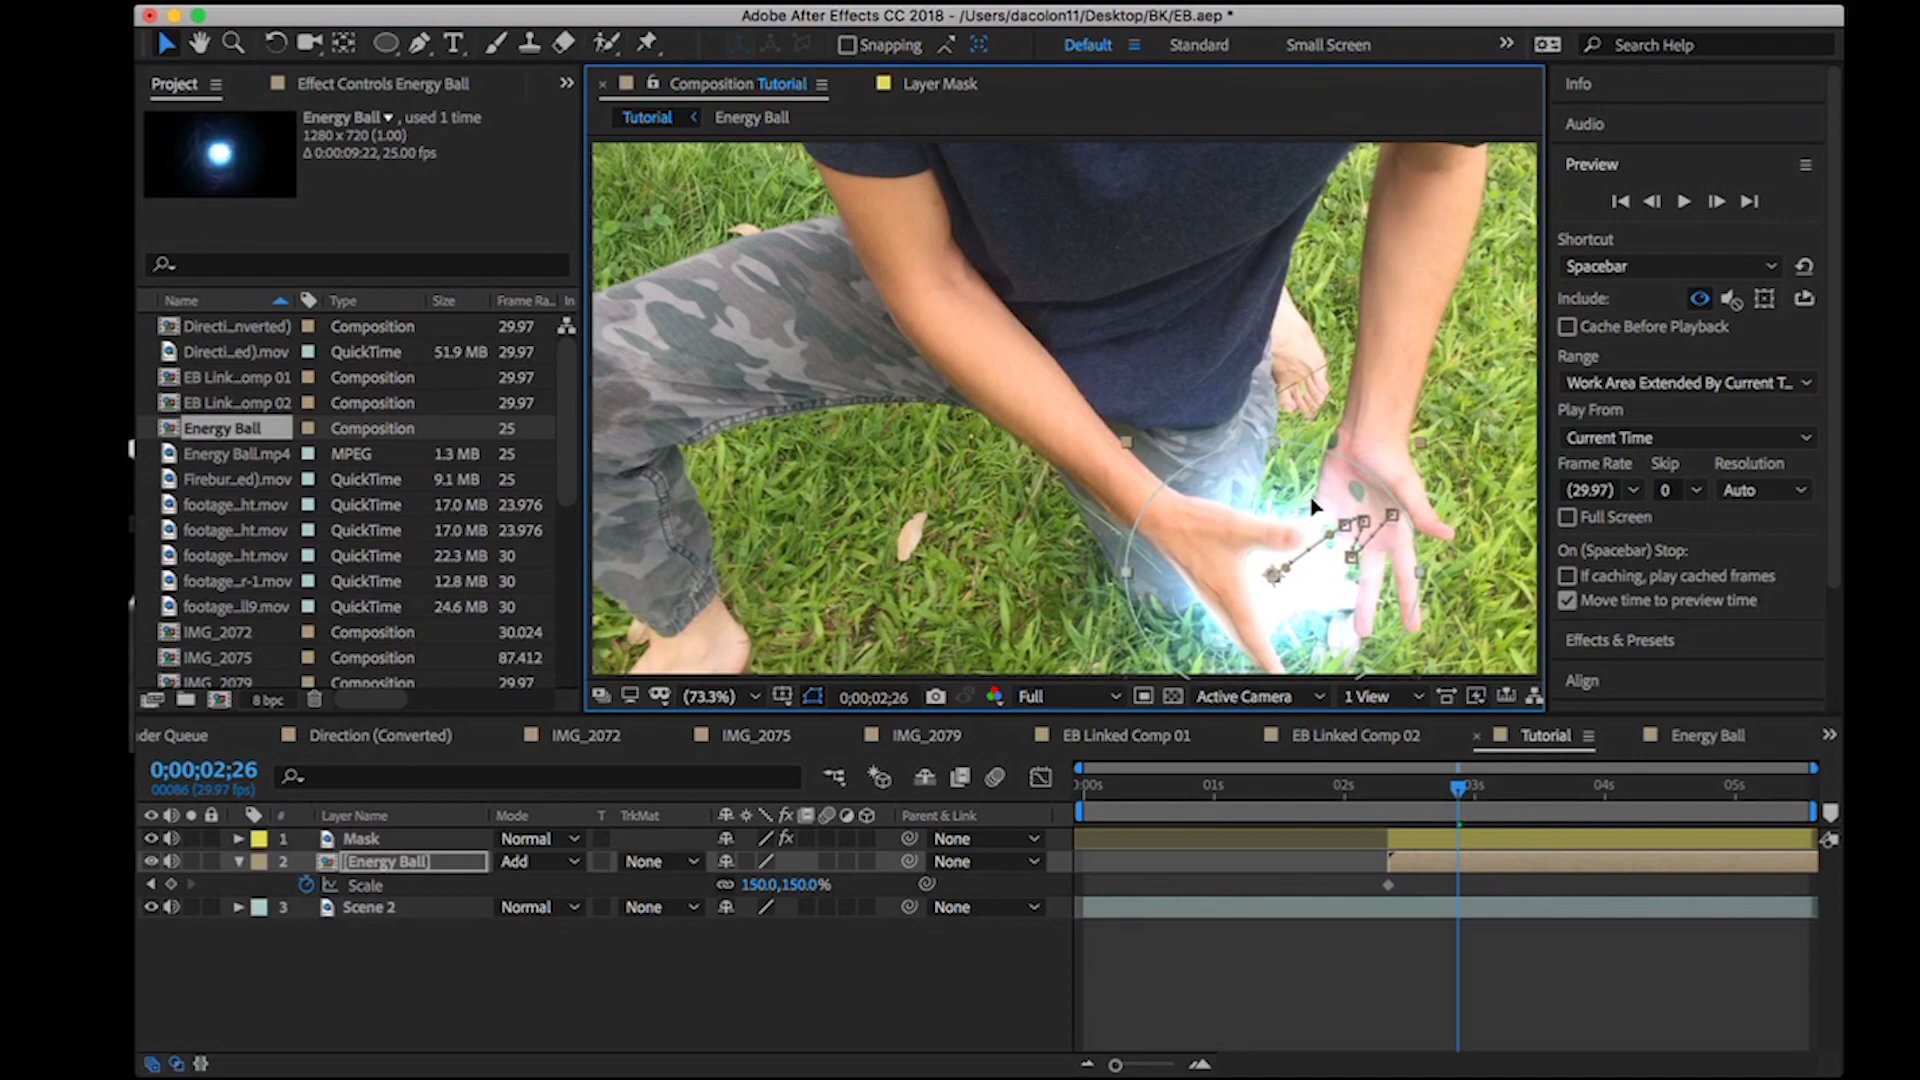 Adobe After Effects CC 2018 - /Users/dacolon11/Desktop/BK/EB.aep *
Snapping
Default
Standard
Small Screen
Search Help
Project
Effect Controls Energy Ball
Energy Ball , used 1 time
1280 x 720 (1.00)
Δ 0:00:09:22, 25.00 fps
Composition Tutorial
Layer Mask
Tutorial
Energy Ball
Name Type Size Frame Ra... In
Directi...nverted) Composition 29.97
Directi...ed).mov QuickTime 51.9 MB 29.97
EB Link...omp 01 Composition 29.97
EB Link...omp 02 Composition 29.97
Energy Ball Composition 25
Energy Ball.mp4 MPEG 1.3 MB 25
Firebur...ed).mov QuickTime 9.1 MB 25
footage...ht.mov QuickTime 17.0 MB 23.976
footage...ht.mov QuickTime 17.0 MB 23.976
footage...ht.mov QuickTime 22.3 MB 30
footage...r-1.mov QuickTime 12.8 MB 30
footage...ll9.mov QuickTime 24.6 MB 30
IMG_2072 Composition 30.024
IMG_2075 Composition 87.412
IMG_2079 Composition 29.97
8 bpc
(73.3%) 0;00;02;26 Full Active Camera 1 View
Info
Audio
Preview
Shortcut
Spacebar
Include:
Cache Before Playback
Range
Work Area Extended By Current T...
Play From
Current Time
Frame Rate Skip Resolution
(29.97) 0 Auto
Full Screen
On (Spacebar) Stop:
If caching, play cached frames
Move time to preview time
Effects & Presets
Align
der Queue Direction (Converted) IMG_2072 IMG_2075 IMG_2079 EB Linked Comp 01 EB Linked Comp 02 Tutorial Energy Ball
0;00;02;26
00086 (29.97 fps)
0:00s 01s 02s 03s 04s 05s
# Layer Name Mode T TrkMat fx Parent & Link
1 Mask Normal fx None
2 [Energy Ball] Add None None
Scale 150.0,150.0%
3 Scene 2 Normal None None